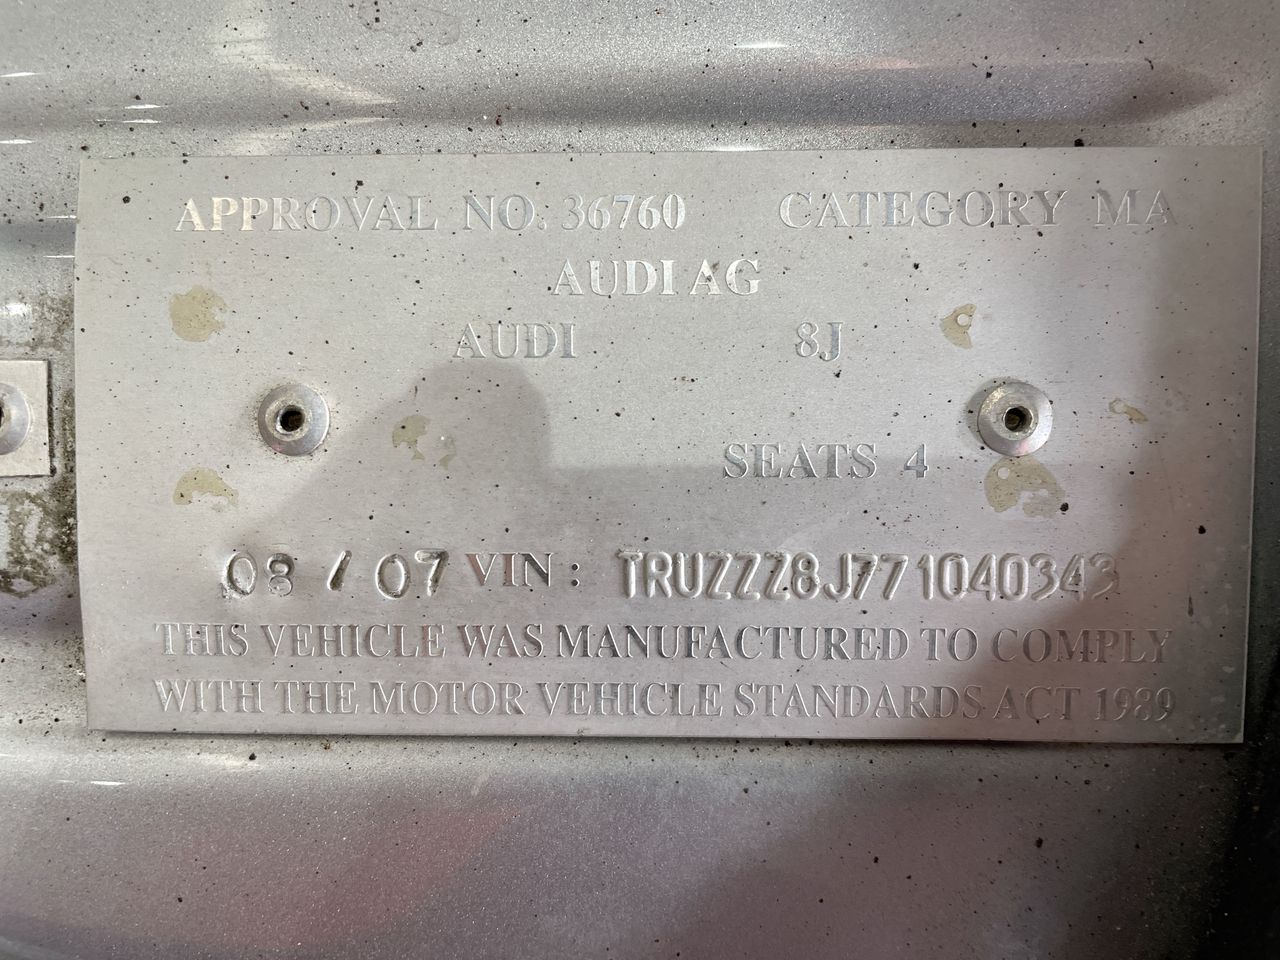 APPROVAL NO. 36760 CATEGORY MA
AUDI AG
AUDI 8J
SEATS 4
08 / 07 VIN: TRUZZZ8J771040343
THIS VEHICLE WAS MANUFACTURED TO COMPLY
WITH THE MOTOR VEHICLE STANDARDS ACT 1989